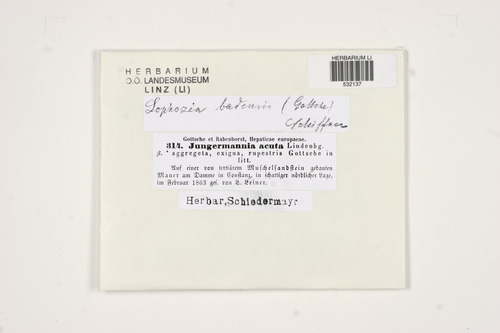 HERBARIUM
O.Ö. LANDESMUSEUM
LINZ (LI)
HERBARIUM LI
532137
Lophozia badensis (Gottsche)
Schiffner
Gottsche et Rabenhorst, Hepaticae europaeae.
314. Jungermannia acuta Lindenbg.
β. * aggregata, exigua, rupestris Gottsche in
litt.
Auf einer von tertiärem Muschelsandstein gebauten
Mauer am Damme in Constanz, in schattiger nördlicher Lage,
im Februar 1863 ges. von L. Leiner.
Herbar,Schiedermayr